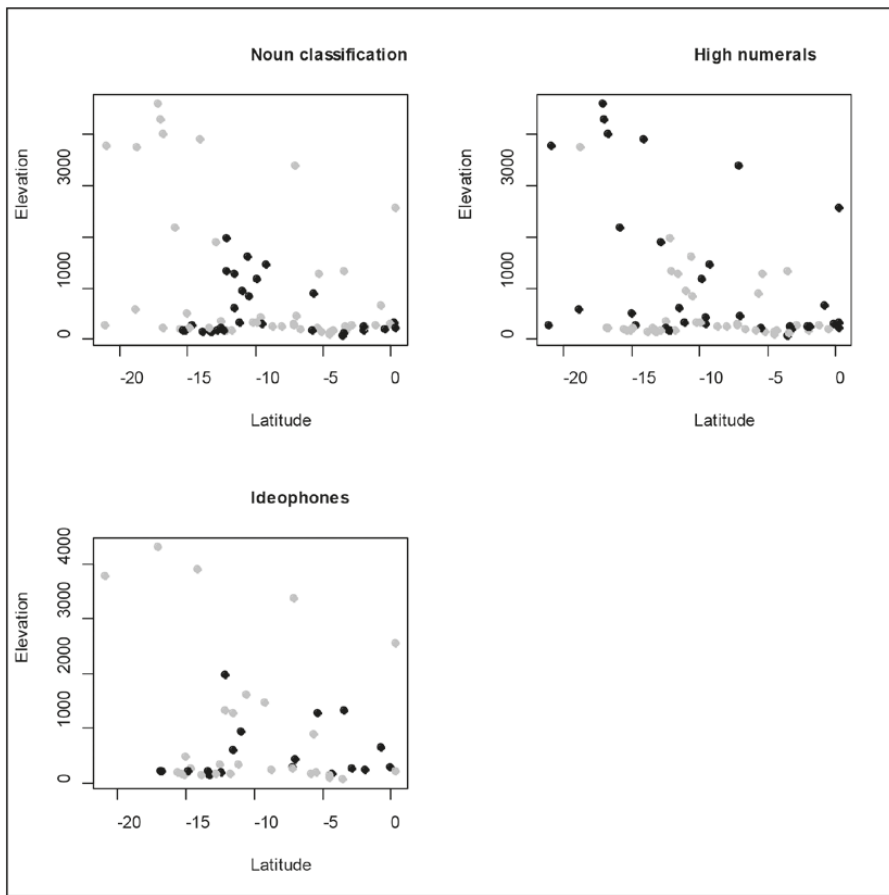 Noun classification
High numerals
Elevation
0 1000 3000
-20 -15 -10 -5 0
Latitude
Elevation
0 1000 3000
-20 -15 -10 -5 0
Latitude
Ideophones
Elevation
0 1000 2000 3000 4000
-20 -15 -10 -5 0
Latitude